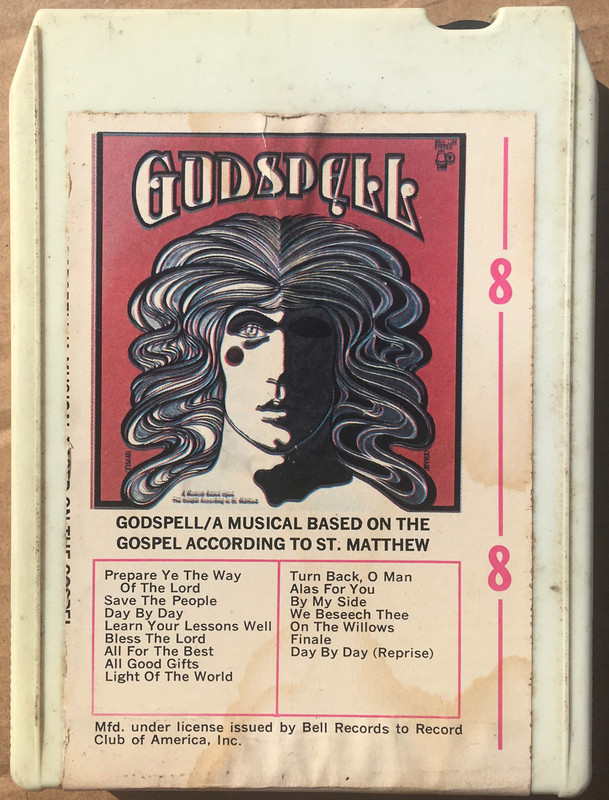 GODSPELL
A Musical Based Upon
The Gospel According to St. Matthew
GODSPELL/A MUSICAL BASED ON THE
GOSPEL ACCORDING TO ST. MATTHEW
Prepare Ye The Way
Of The Lord
Save The People
Day By Day
Learn Your Lessons Well
Bless The Lord
All For The Best
All Good Gifts
Light Of The World
Turn Back, O Man
Alas For You
By My Side
We Beseech Thee
On The Willows
Finale
Day By Day (Reprise)
Mfd. under license issued by Bell Records to Record
Club of America, Inc.
8
8